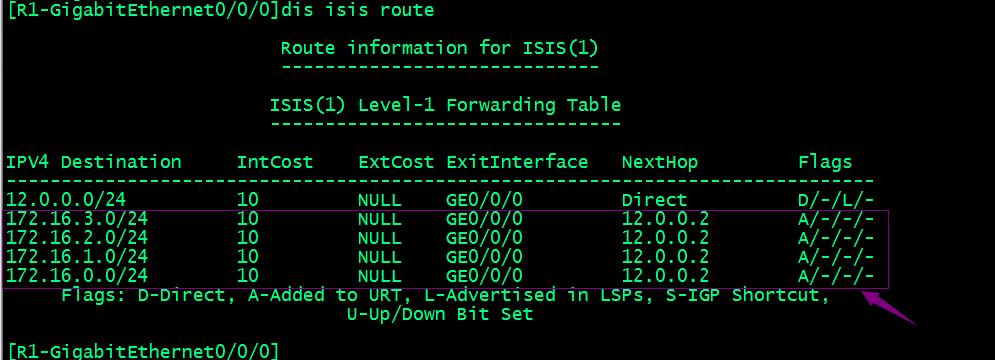 [R1-GigabitEthernet0/0/0]dis isis route
Route information for ISIS(1)
-----------------------------
ISIS(1) Level-1 Forwarding Table
--------------------------------
IPV4 Destination IntCost ExtCost ExitInterface NextHop Flags
-------------------------------------------------------------------------------
12.0.0.0/24 10 NULL GE0/0/0 Direct D/-/L/-
172.16.3.0/24 10 NULL GE0/0/0 12.0.0.2 A/-/-/-
172.16.2.0/24 10 NULL GE0/0/0 12.0.0.2 A/-/-/-
172.16.1.0/24 10 NULL GE0/0/0 12.0.0.2 A/-/-/-
172.16.0.0/24 10 NULL GE0/0/0 12.0.0.2 A/-/-/-
Flags: D-Direct, A-Added to URT, L-Advertised in LSPs, S-IGP Shortcut,
U-Up/Down Bit Set
[R1-GigabitEthernet0/0/0]